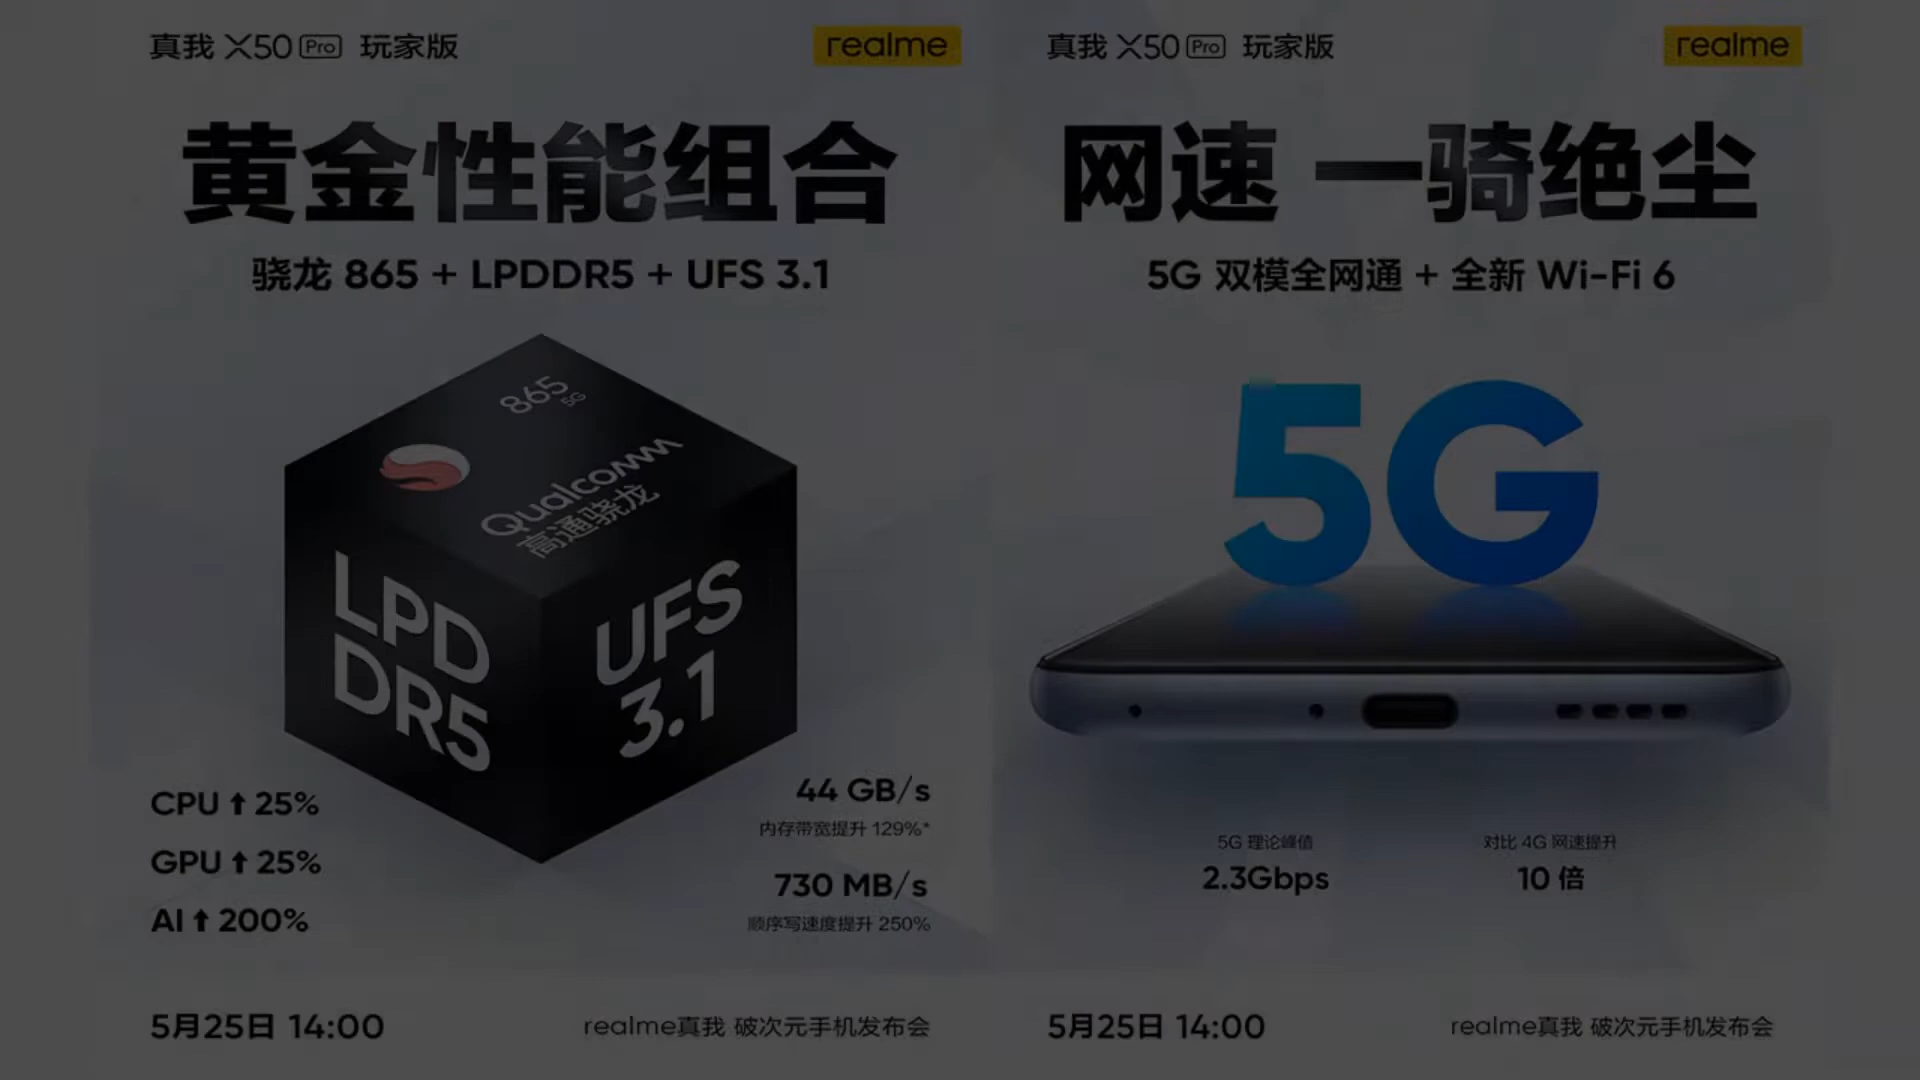 真我 X50 Pro 玩家版
realme
黄金性能组合
骁龙 865 + LPDDR5 + UFS 3.1
865
5G
Qualcomm
高通骁龙
LPD
DR5
UFS
3.1
CPU ⬆ 25%
GPU ⬆ 25%
AI ⬆ 200%
44 GB/s
内存带宽提升 129%*
730 MB/s
顺序写速度提升 250%
5月25日 14:00
realme真我 破次元手机发布会
真我 X50 Pro 玩家版
realme
网速 一骑绝尘
5G 双模全网通 + 全新 Wi-Fi 6
5G
5G 理论峰值
2.3Gbps
对比 4G 网速提升
10 倍
5月25日 14:00
realme真我 破次元手机发布会